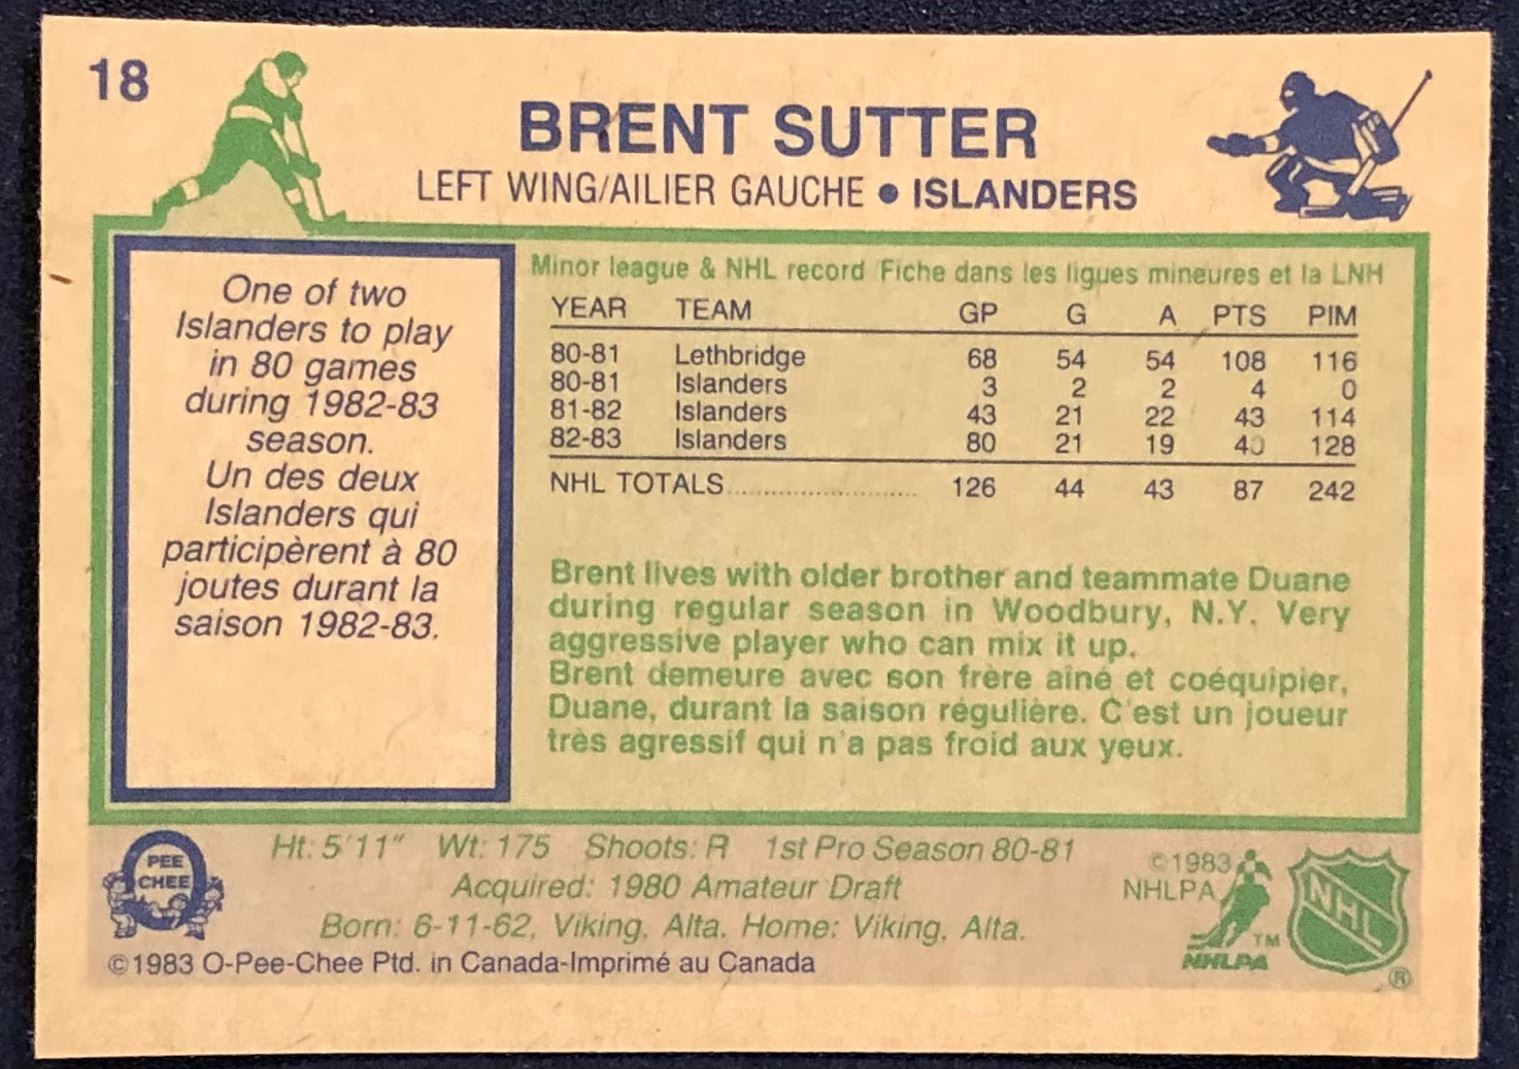 18
BRENT SUTTER
LEFT WING/AILIER GAUCHE • ISLANDERS
One of two
Islanders to play
in 80 games
during 1982-83
season.
Un des deux
Islanders qui
participèrent à 80
joutes durant la
saison 1982-83.
Minor league & NHL record Fiche dans les ligues mineures et la LNH
YEAR TEAM GP G A PTS PIM
80-81 Lethbridge 68 54 54 108 116
80-81 Islanders 3 2 2 4 0
81-82 Islanders 43 21 22 43 114
82-83 Islanders 80 21 19 40 128
NHL TOTALS............................ 126 44 43 87 242
Brent lives with older brother and teammate Duane
during regular season in Woodbury, N.Y. Very
aggressive player who can mix it up.
Brent demeure avec son frère aîné et coéquipier,
Duane, durant la saison régulière. C'est un joueur
très agressif qui n'a pas froid aux yeux.
PEE
CHEE
Ht: 5'11" Wt: 175 Shoots: R 1st Pro Season 80-81
Acquired: 1980 Amateur Draft
Born: 6-11-62, Viking, Alta. Home: Viking, Alta.
©1983 O-Pee-Chee Ptd. in Canada-Imprimé au Canada
©1983
NHLPA
TM
NHLPA
NHL
®